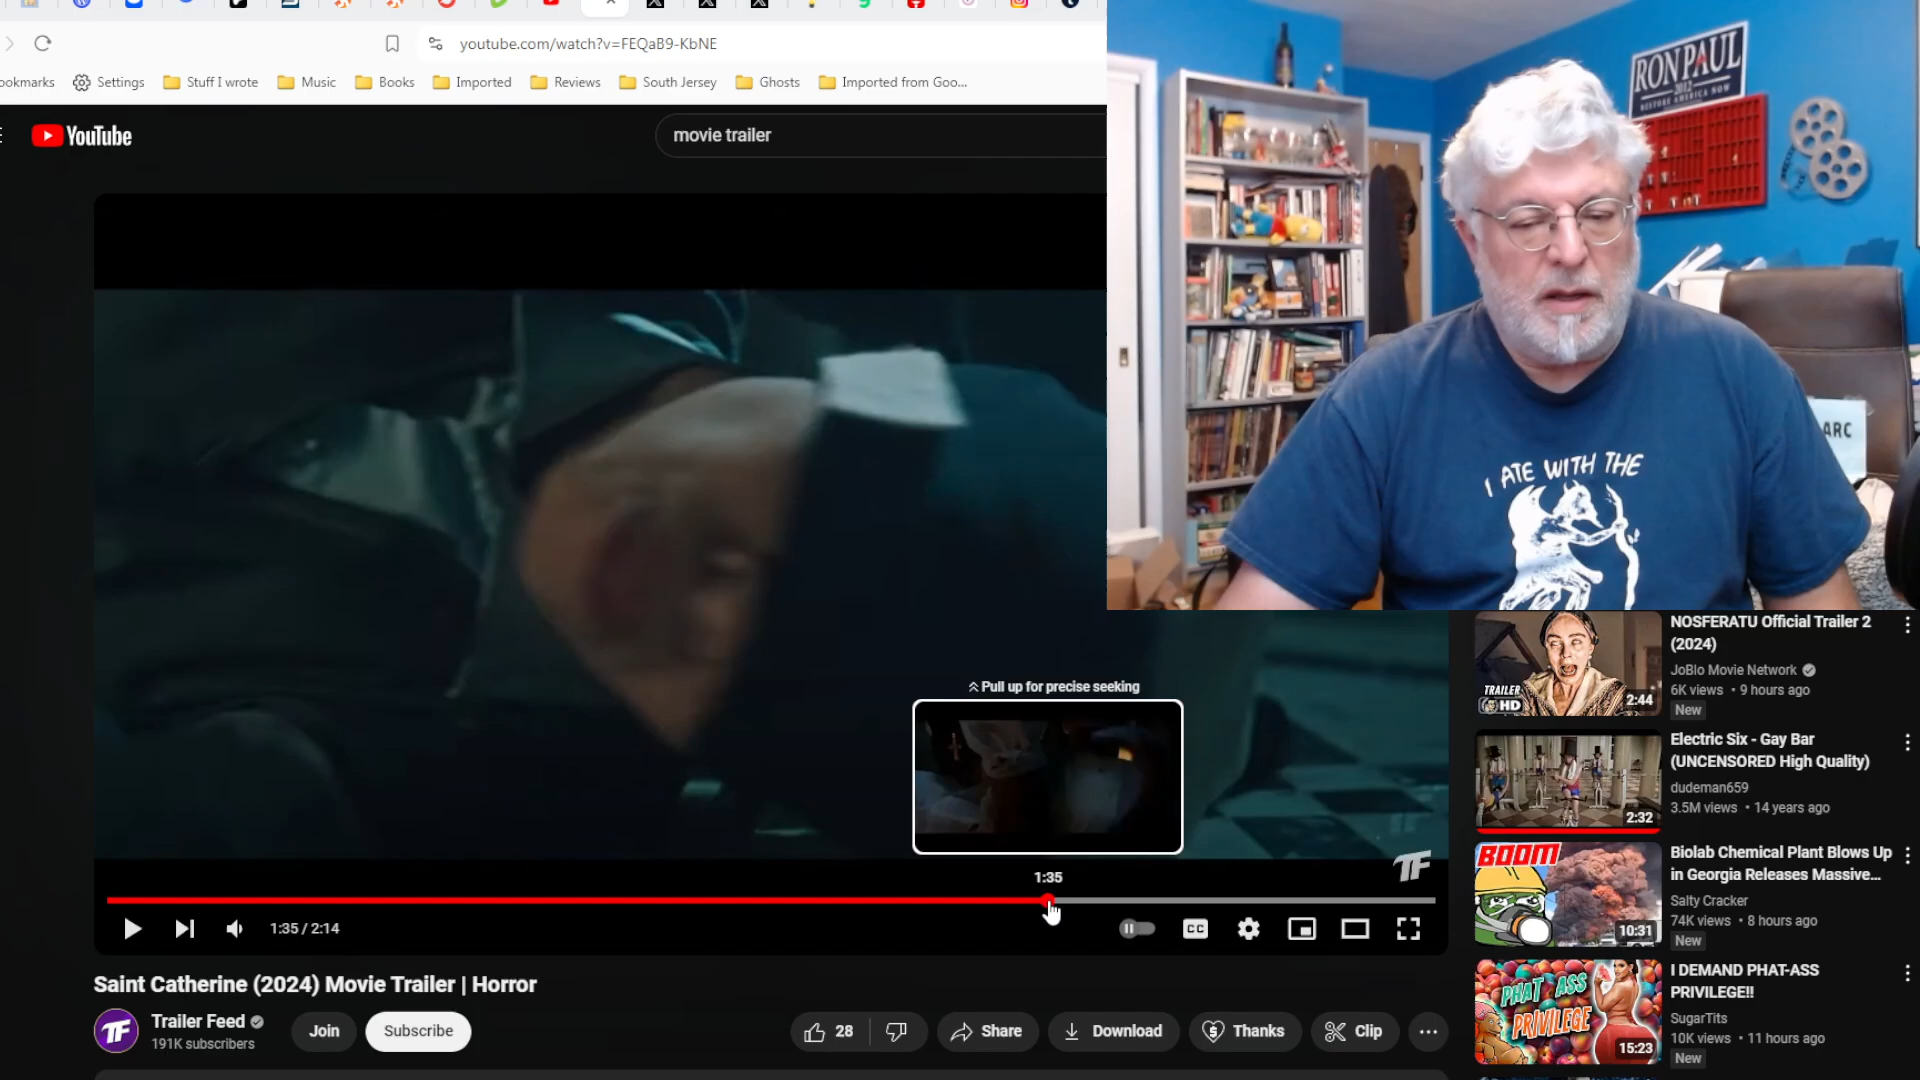 youtube.com/watch?v=FEQaB9-KbNE
ookmarks
Settings
Stuff I wrote
Music
Books
Imported
Reviews
South Jersey
Ghosts
Imported from Goo...
YouTube
movie trailer
RON PAUL
2012
RESTORE AMERICA NOW
ARC
I ATE WITH THE
Pull up for precise seeking
1:35
TF
1:35 / 2:14
CC
Saint Catherine (2024) Movie Trailer | Horror
TF
Trailer Feed
191K subscribers
Join
Subscribe
28
Share
Download
Thanks
Clip
TRAILER
HD
2:44
NOSFERATU Official Trailer 2
(2024)
JoBlo Movie Network
6K views • 9 hours ago
New
2:32
Electric Six - Gay Bar
(UNCENSORED High Quality)
dudeman659
3.5M views • 14 years ago
BOOM
10:31
Biolab Chemical Plant Blows Up
in Georgia Releases Massive...
Salty Cracker
74K views • 8 hours ago
New
PHAT ASS
PRIVILEGE
15:23
I DEMAND PHAT-ASS
PRIVILEGE!!
SugarTits
10K views • 11 hours ago
New